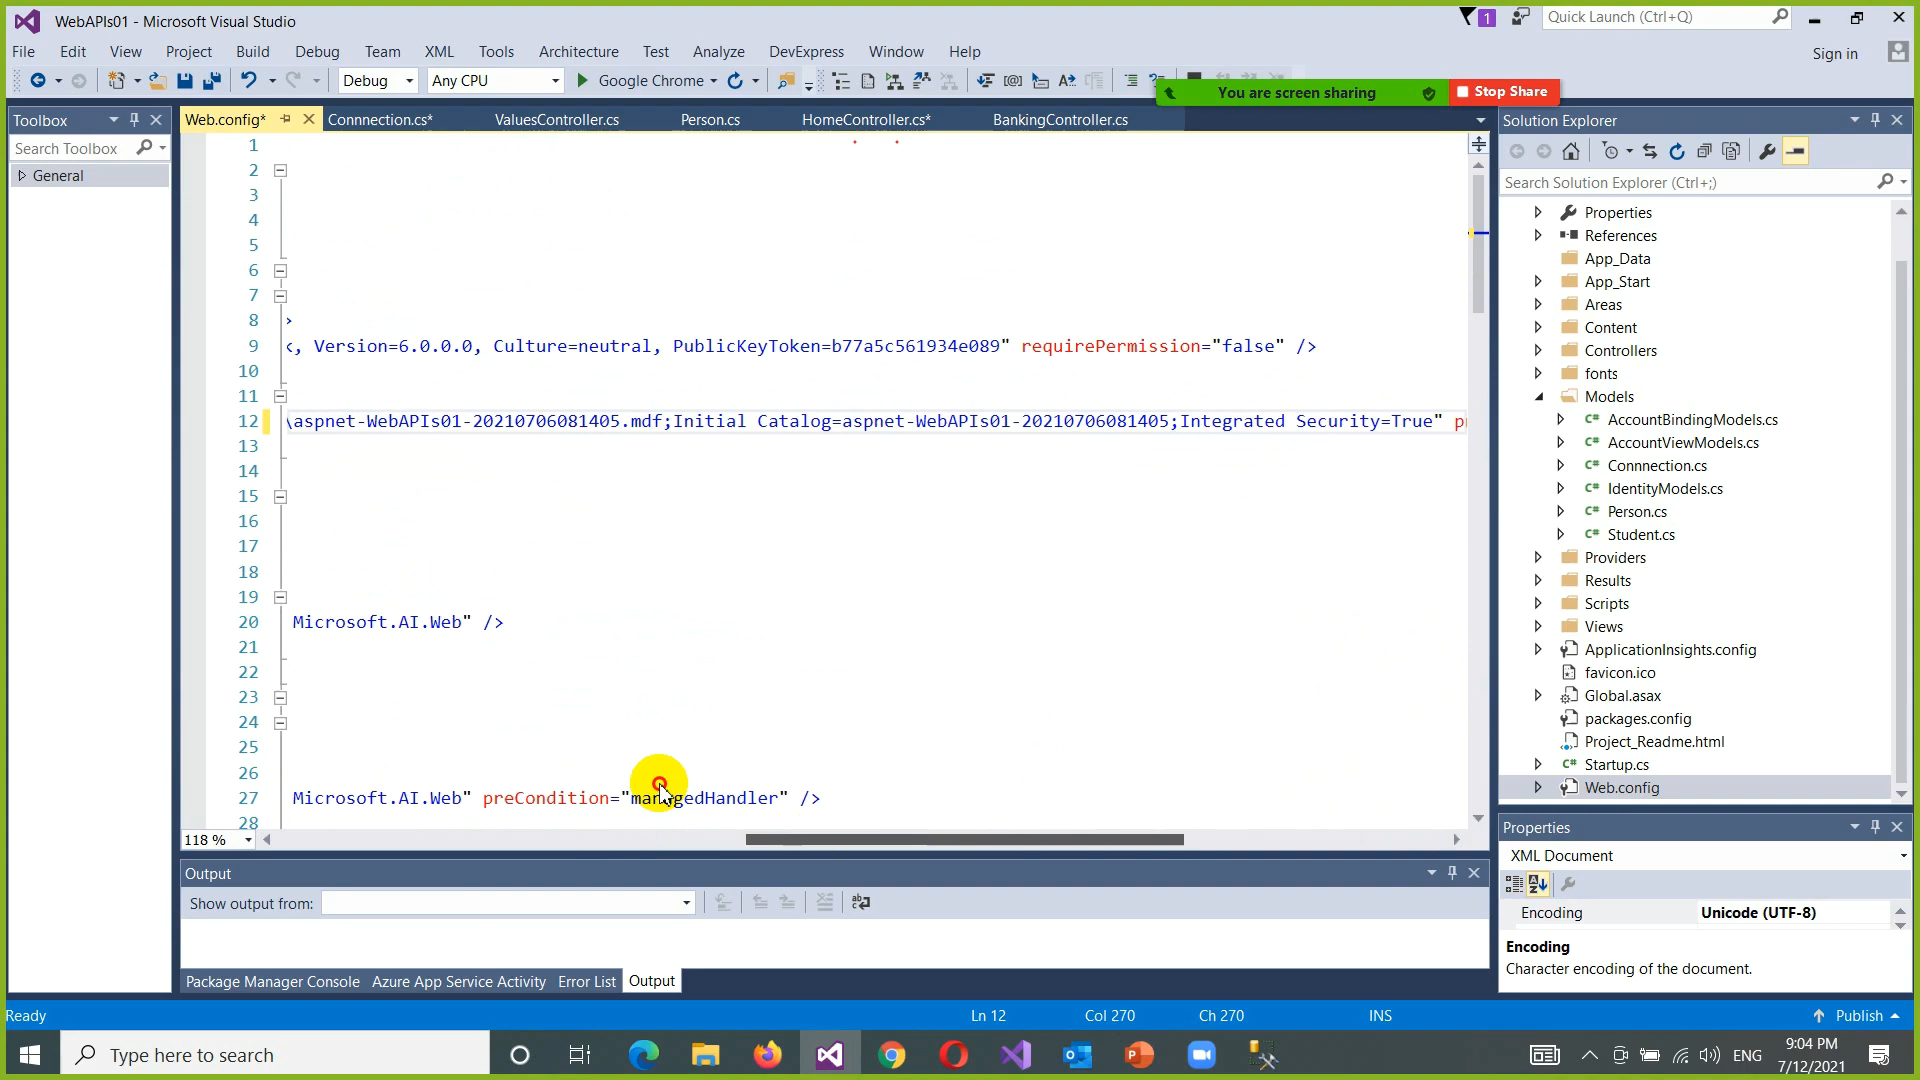 WebAPIs01 - Microsoft Visual Studio
1
Quick Launch (Ctrl+Q)
File Edit View Project Build Debug Team XML Tools Architecture Test Analyze DevExpress Window Help
Sign in
Debug Any CPU Google Chrome
You are screen sharing
Stop Share
Toolbox
Search Toolbox
General
Web.config* Connnection.cs* ValuesController.cs Person.cs HomeController.cs* BankingController.cs
1
2
3
4
5
6
7
8 >
9 k, Version=6.0.0.0, Culture=neutral, PublicKeyToken=b77a5c561934e089" requirePermission="false" />
10
11
12 \aspnet-WebAPIs01-20210706081405.mdf;Initial Catalog=aspnet-WebAPIs01-20210706081405;Integrated Security=True"
13
14
15
16
17
18
19
20 Microsoft.AI.Web" />
21
22
23
24
25
26
27 Microsoft.AI.Web" preCondition="managedHandler" />
28
118 %
Solution Explorer
Search Solution Explorer (Ctrl+;)
Properties
References
App_Data
App_Start
Areas
Content
Controllers
fonts
Models
AccountBindingModels.cs
AccountViewModels.cs
Connnection.cs
IdentityModels.cs
Person.cs
Student.cs
Providers
Results
Scripts
Views
ApplicationInsights.config
favicon.ico
Global.asax
packages.config
Project_Readme.html
Startup.cs
Web.config
Properties
XML Document
Encoding Unicode (UTF-8)
Encoding
Character encoding of the document.
Output
Show output from:
Package Manager Console Azure App Service Activity Error List Output
Ready Ln 12 Col 270 Ch 270 INS Publish
Type here to search
ENG
9:04 PM
7/12/2021